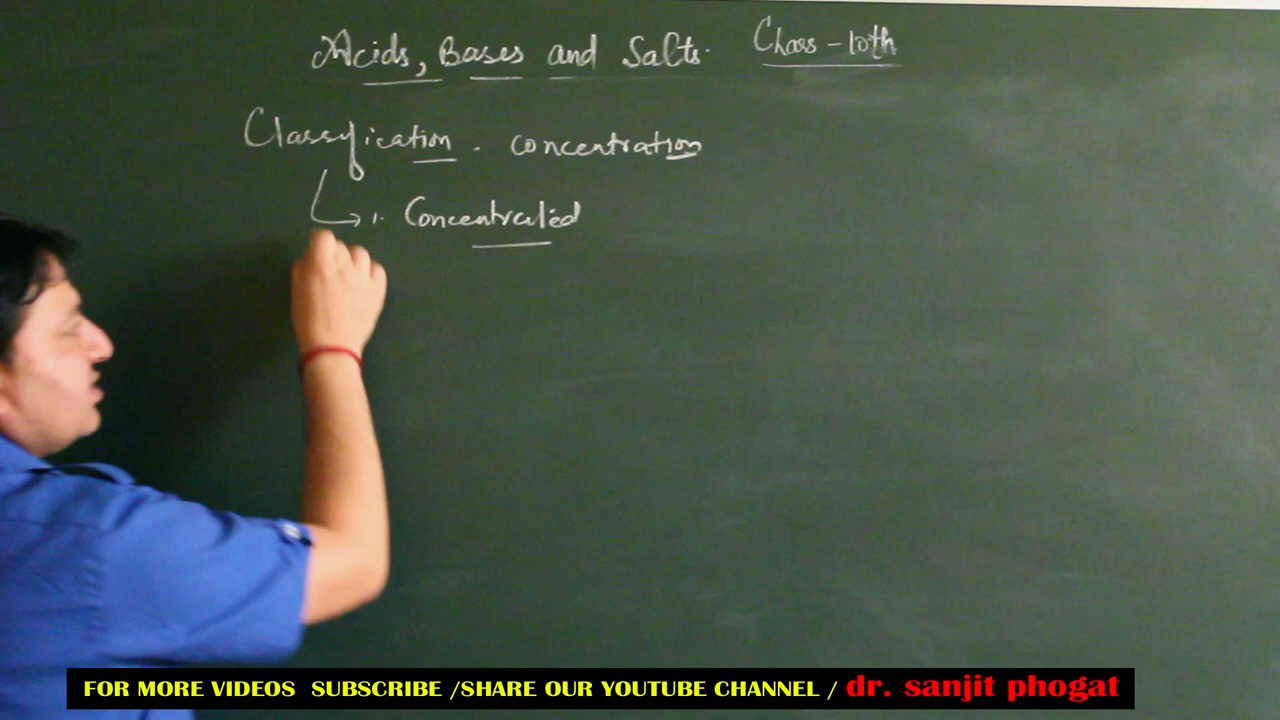 Acids, Bases and Salts. Class - 10th
Classification . concentration
1. Concentrated
FOR MORE VIDEOS SUBSCRIBE /SHARE OUR YOUTUBE CHANNEL / dr. sanjit phogat